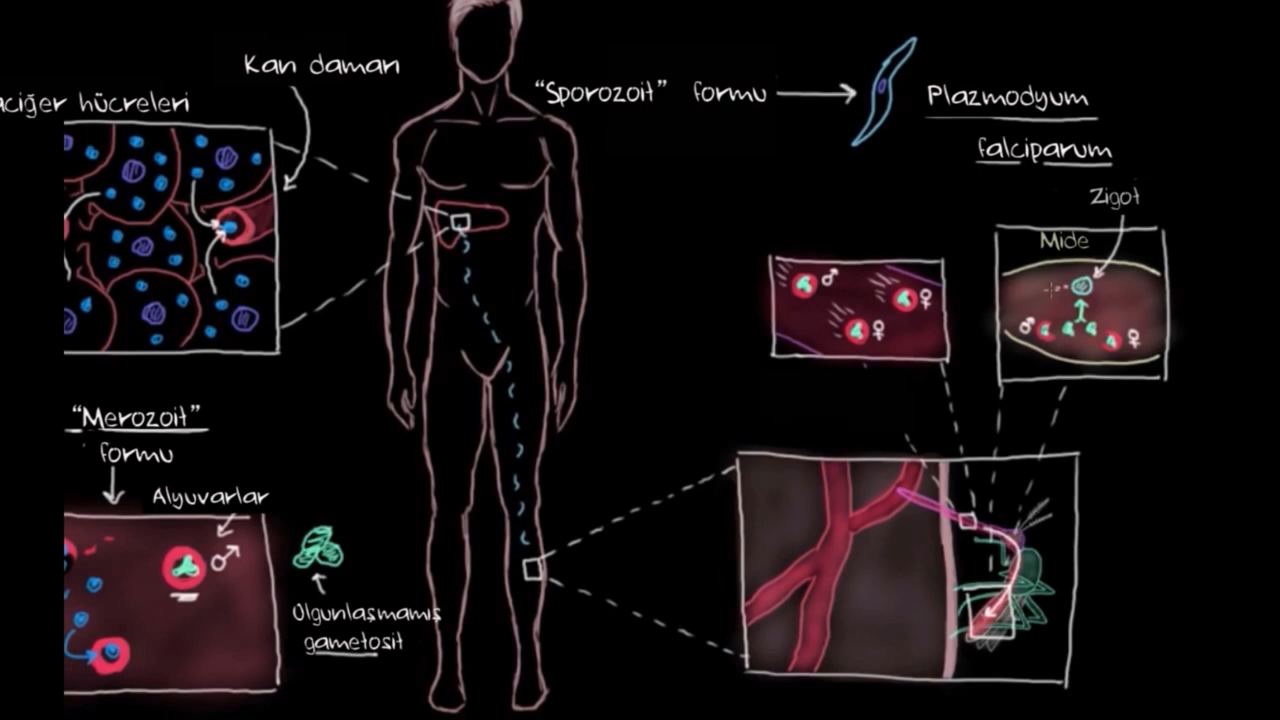 Kan damarı
aciğer hücreleri
"Sporozoit" formu
Plazmodyum
falciparum
Zigot
Mide
"Merozoit"
formu
Alyuvarlar
Olgunlaşmamış
gametosit